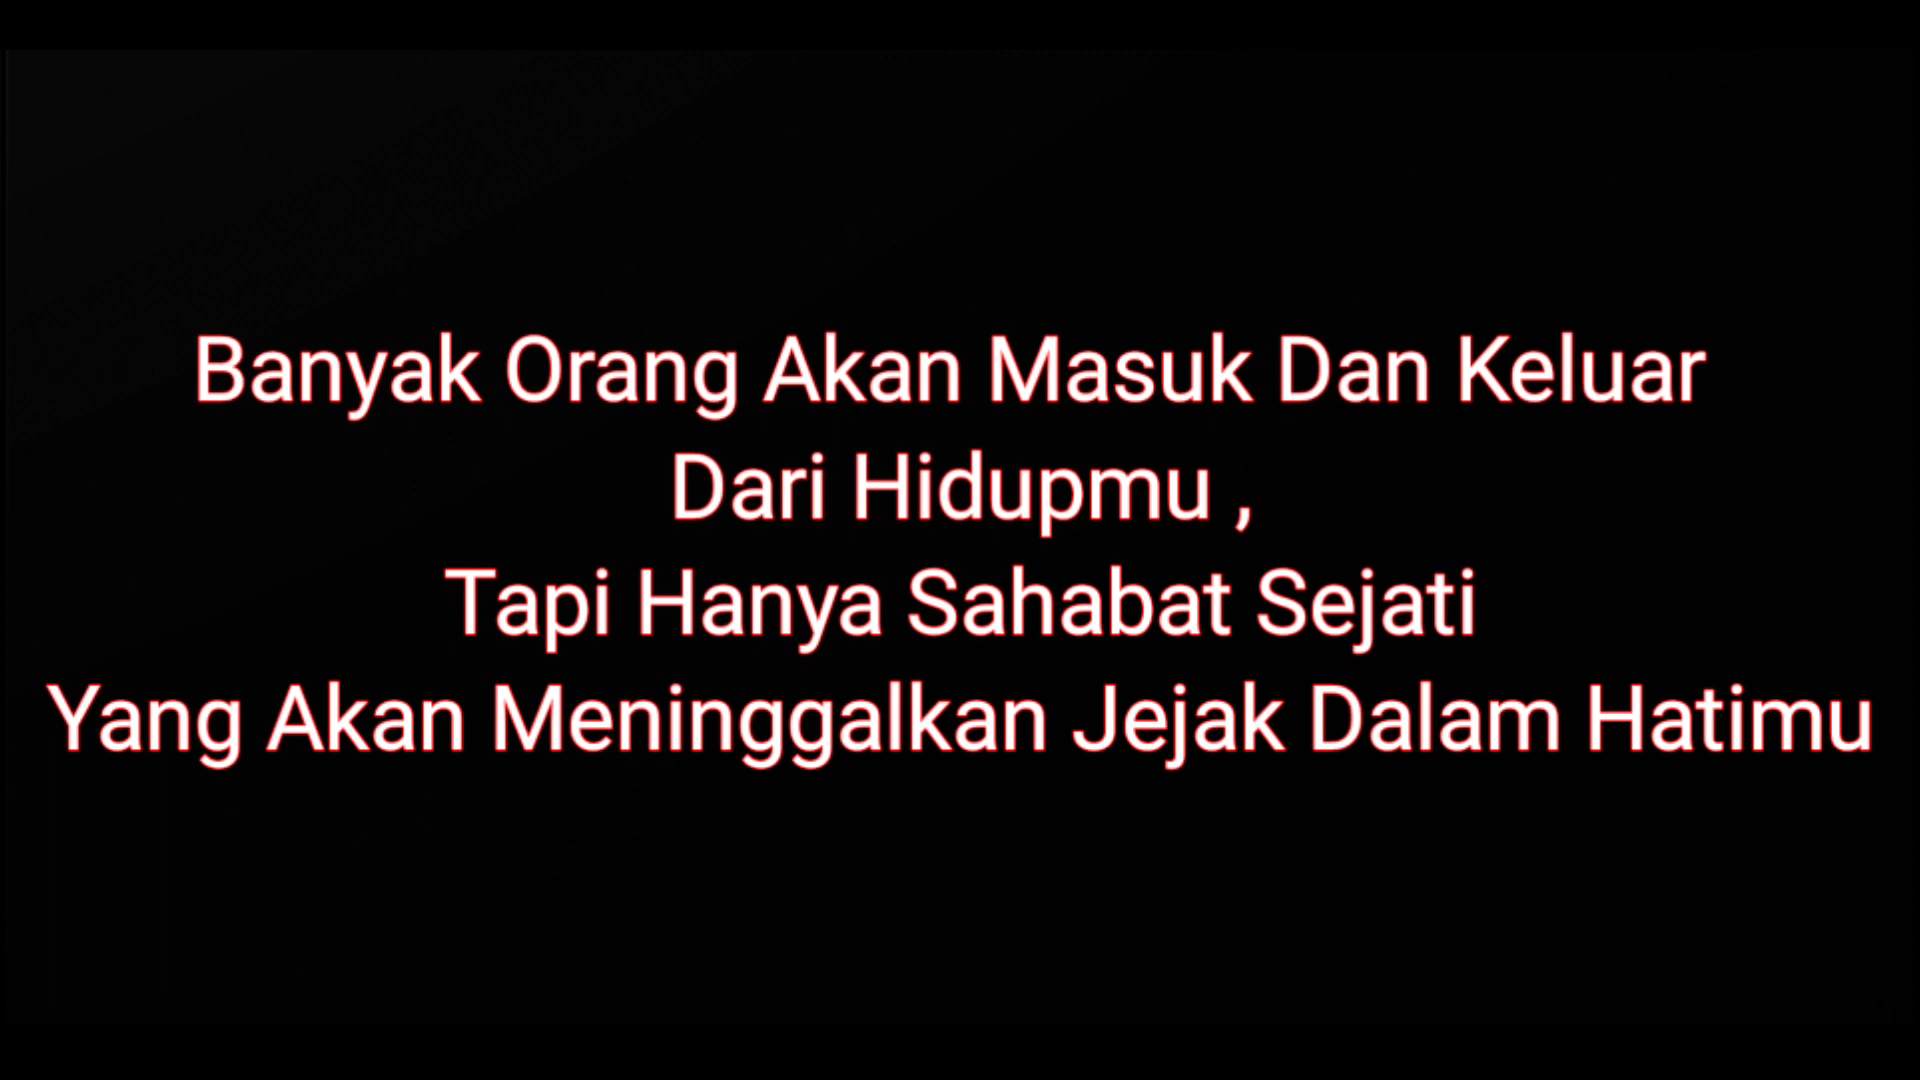 Banyak Orang Akan Masuk Dan Keluar
Dari Hidupmu ,
Tapi Hanya Sahabat Sejati
Yang Akan Meninggalkan Jejak Dalam Hatimu